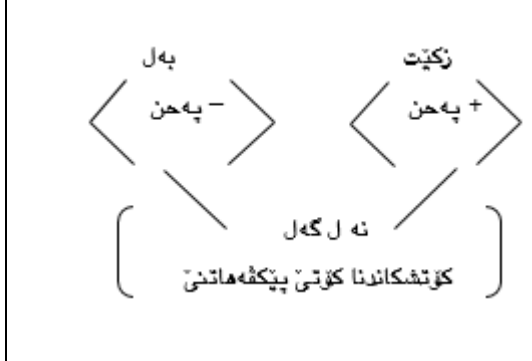 زکێت بەل
+ پەحن – پەحن
نە ل گەل
کۆتشکاندنا کۆتێ پێکڤەهاتنێ